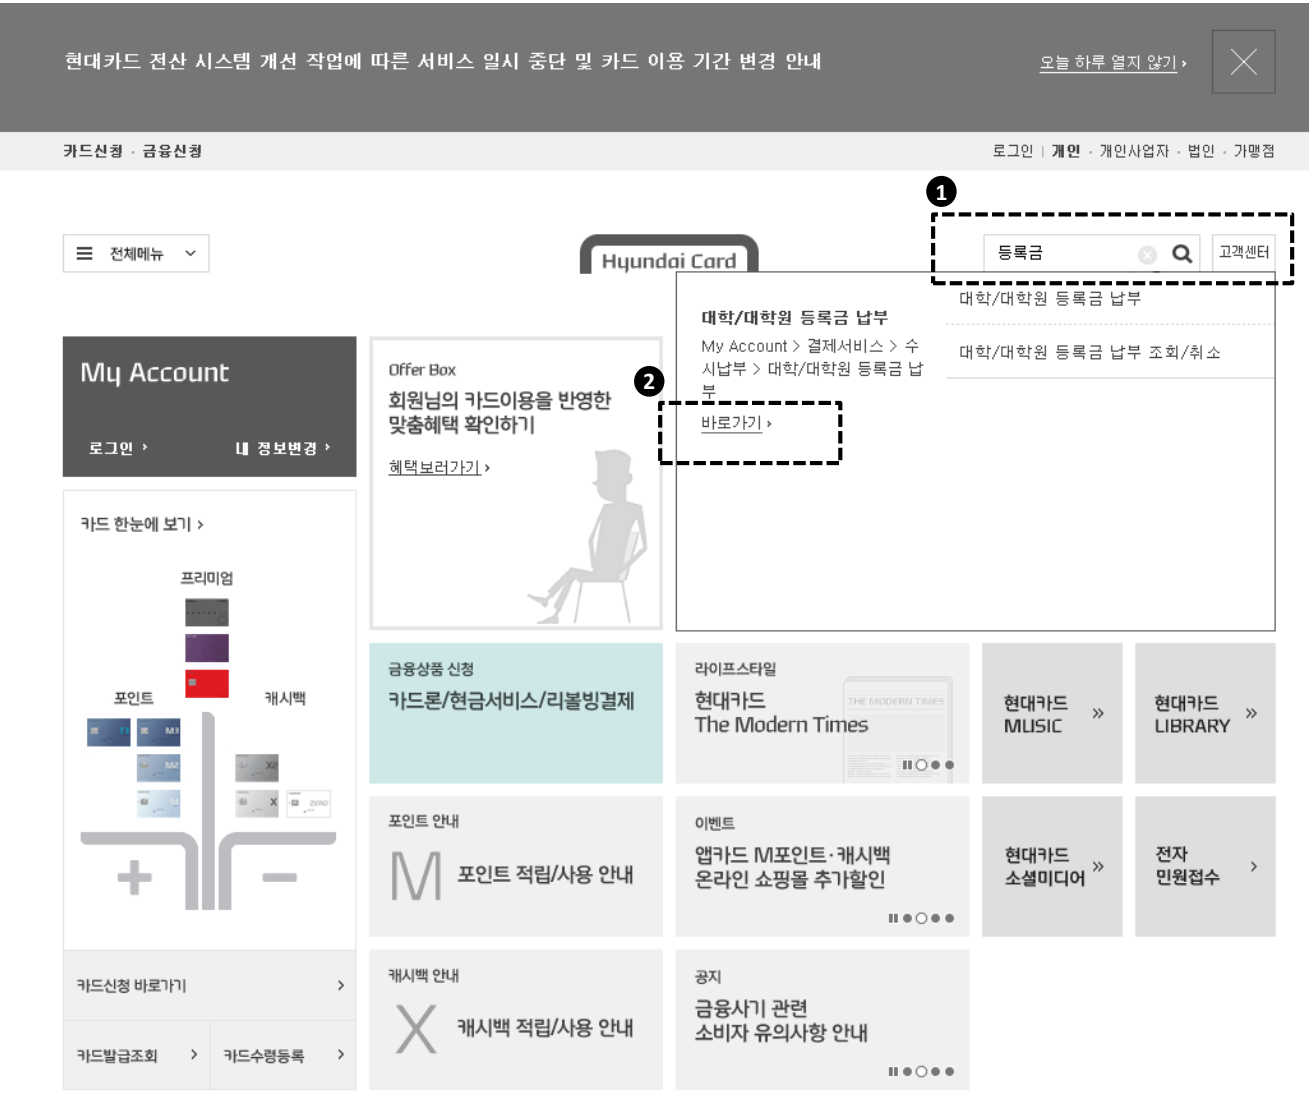 현대카드 전산 시스템 개선 작업에 따른 서비스 일시 중단 및 카드 이용 기간 변경 안내
오늘 하루 열지 않기 ›
카드신청 · 금융신청
로그인 | 개인 · 개인사업자 · 법인 · 가맹점
1
전체메뉴
Hyundai Card
등록금
고객센터
대학/대학원 등록금 납부
My Account > 결제서비스 > 수
시납부 > 대학/대학원 등록금 납
부
2
바로가기 ›
대학/대학원 등록금 납부
대학/대학원 등록금 납부 조회/취소
My Account
로그인 ›
내 정보변경 ›
Offer Box
회원님의 카드이용을 반영한
맞춤혜택 확인하기
혜택보러가기 ›
카드 한눈에 보기 ›
프리미엄
포인트
캐시백
T3
M3
M2
X2
X
ZERO
+
−
카드신청 바로가기 ›
카드발급조회 ›
카드수령등록 ›
금융상품 신청
카드론/현금서비스/리볼빙결제
라이프스타일
현대카드
The Modern Times
THE MODERN TIMES
현대카드
MUSIC »
현대카드
LIBRARY »
포인트 안내
M 포인트 적립/사용 안내
이벤트
앱카드 M포인트·캐시백
온라인 쇼핑몰 추가할인
현대카드
소셜미디어 »
전자
민원접수 ›
캐시백 안내
X 캐시백 적립/사용 안내
공지
금융사기 관련
소비자 유의사항 안내